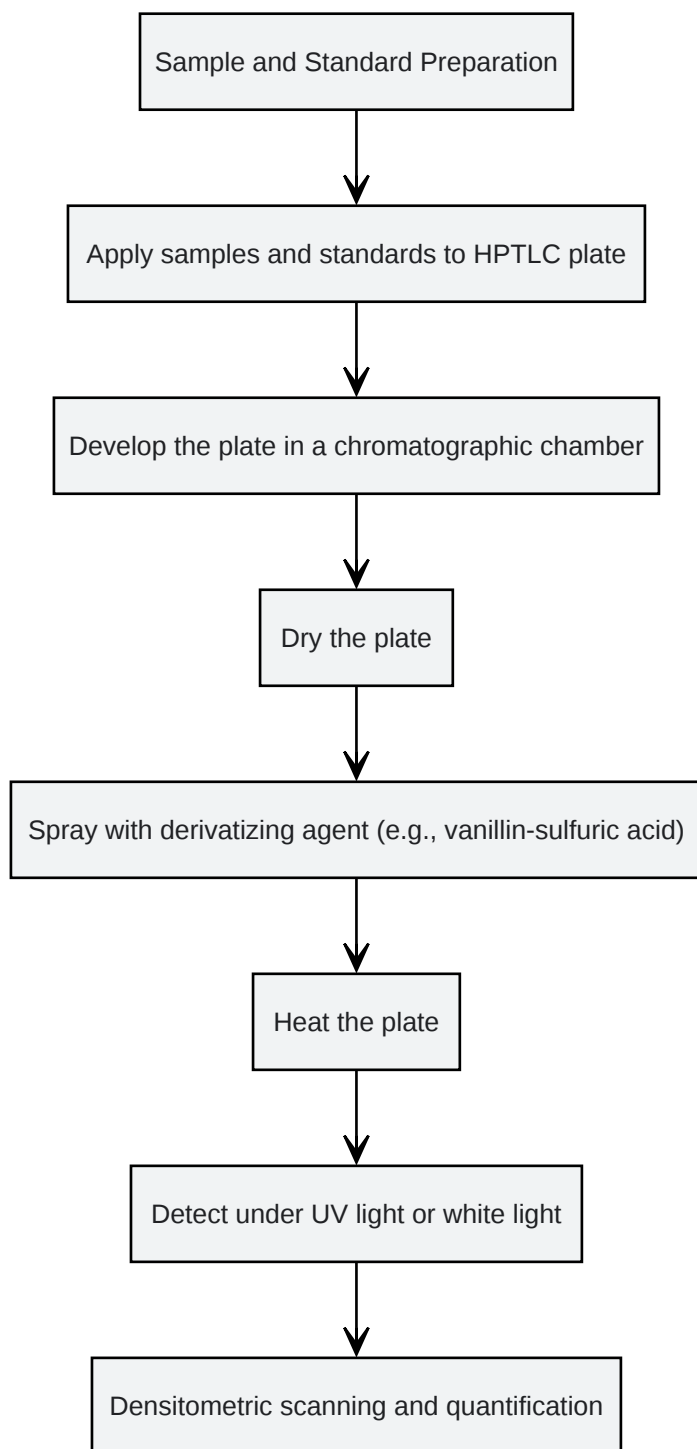 Sample and Standard Preparation
Apply samples and standards to HPTLC plate
Develop the plate in a chromatographic chamber
Dry the plate
Spray with derivatizing agent (e.g., vanillin-sulfuric acid)
Heat the plate
Detect under UV light or white light
Densitometric scanning and quantification